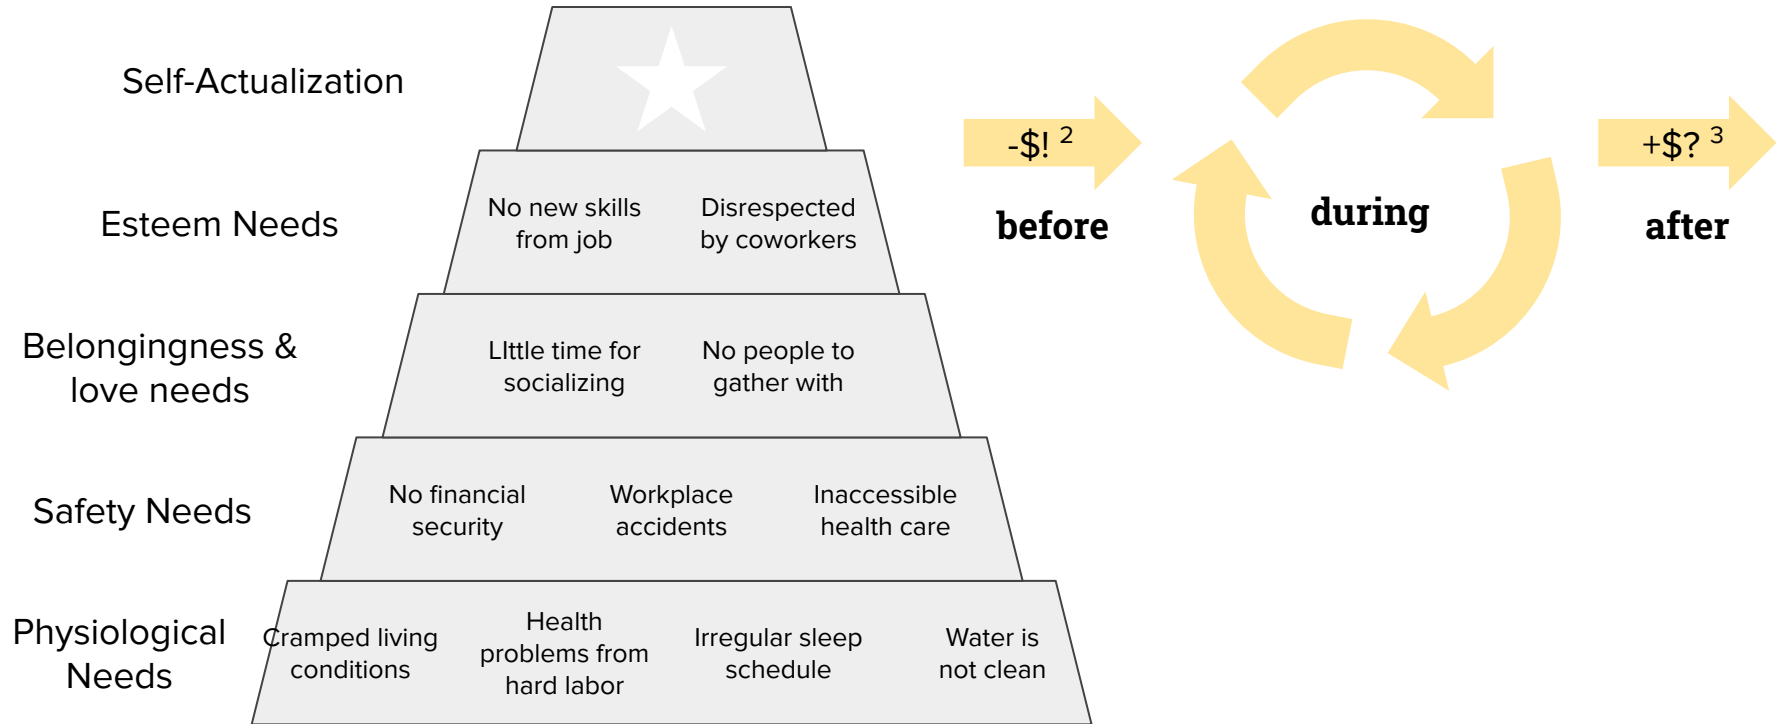 Self-Actualization
Esteem Needs
No new skills
from job
Disrespected
by coworkers
Belongingness &
love needs
LIttle time for
socializing
No people to
gather with
Safety Needs
No financial
security
Workplace
accidents
Inaccessible
health care
Physiological
Needs
Cramped living
conditions
Health
problems from
hard labor
Irregular sleep
schedule
Water is
not clean
-$! ²
before
during
+$? ³
after